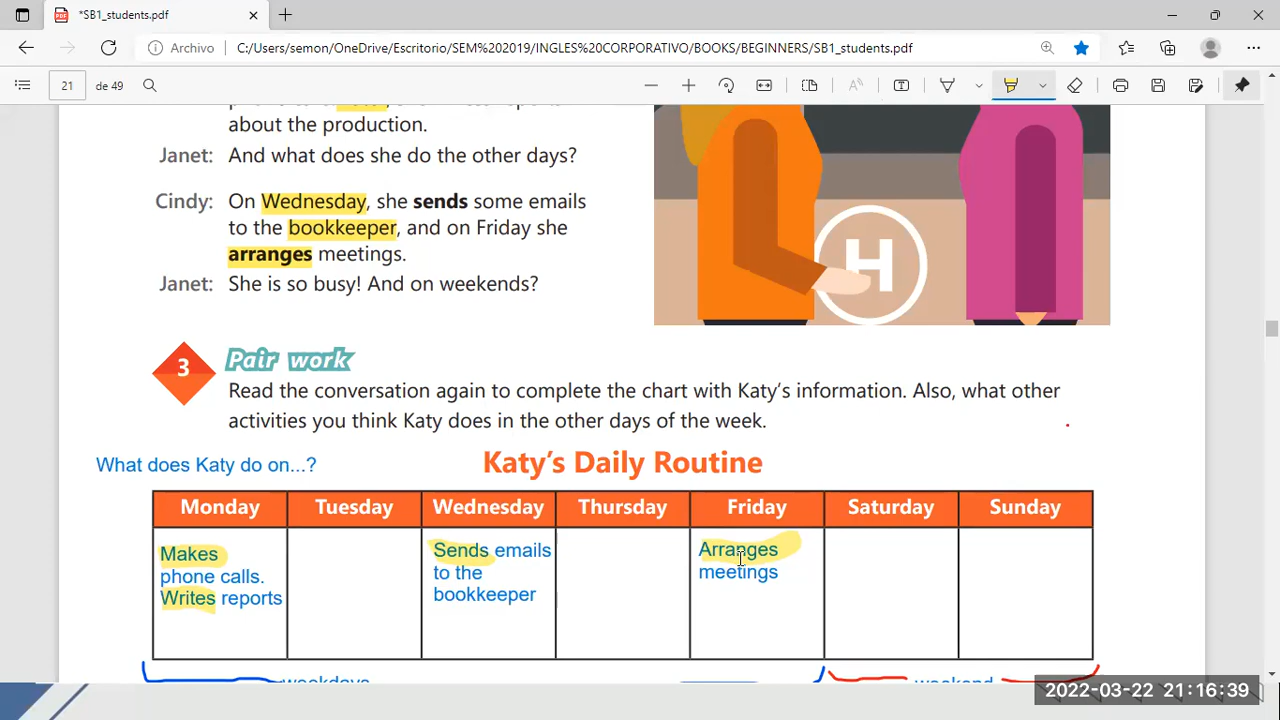 *SB1_students.pdf
Archivo
C:/Users/semon/OneDrive/Escritorio/SEM%202019/INGLES%20CORPORATIVO/BOOKS/BEGINNERS/SB1_students.pdf
21 de 49
about the production.
Janet: And what does she do the other days?
Cindy: On Wednesday, she sends some emails
to the bookkeeper, and on Friday she
arranges meetings.
Janet: She is so busy! And on weekends?
H
3 Pair work
Read the conversation again to complete the chart with Katy's information. Also, what other
activities you think Katy does in the other days of the week.
What does Katy do on...?
Katy's Daily Routine
Monday Tuesday Wednesday Thursday Friday Saturday Sunday
Makes
phone calls.
Writes reports
Sends emails
to the
bookkeeper
Arranges
meetings
weekdays
weekend
2022-03-22 21:16:39